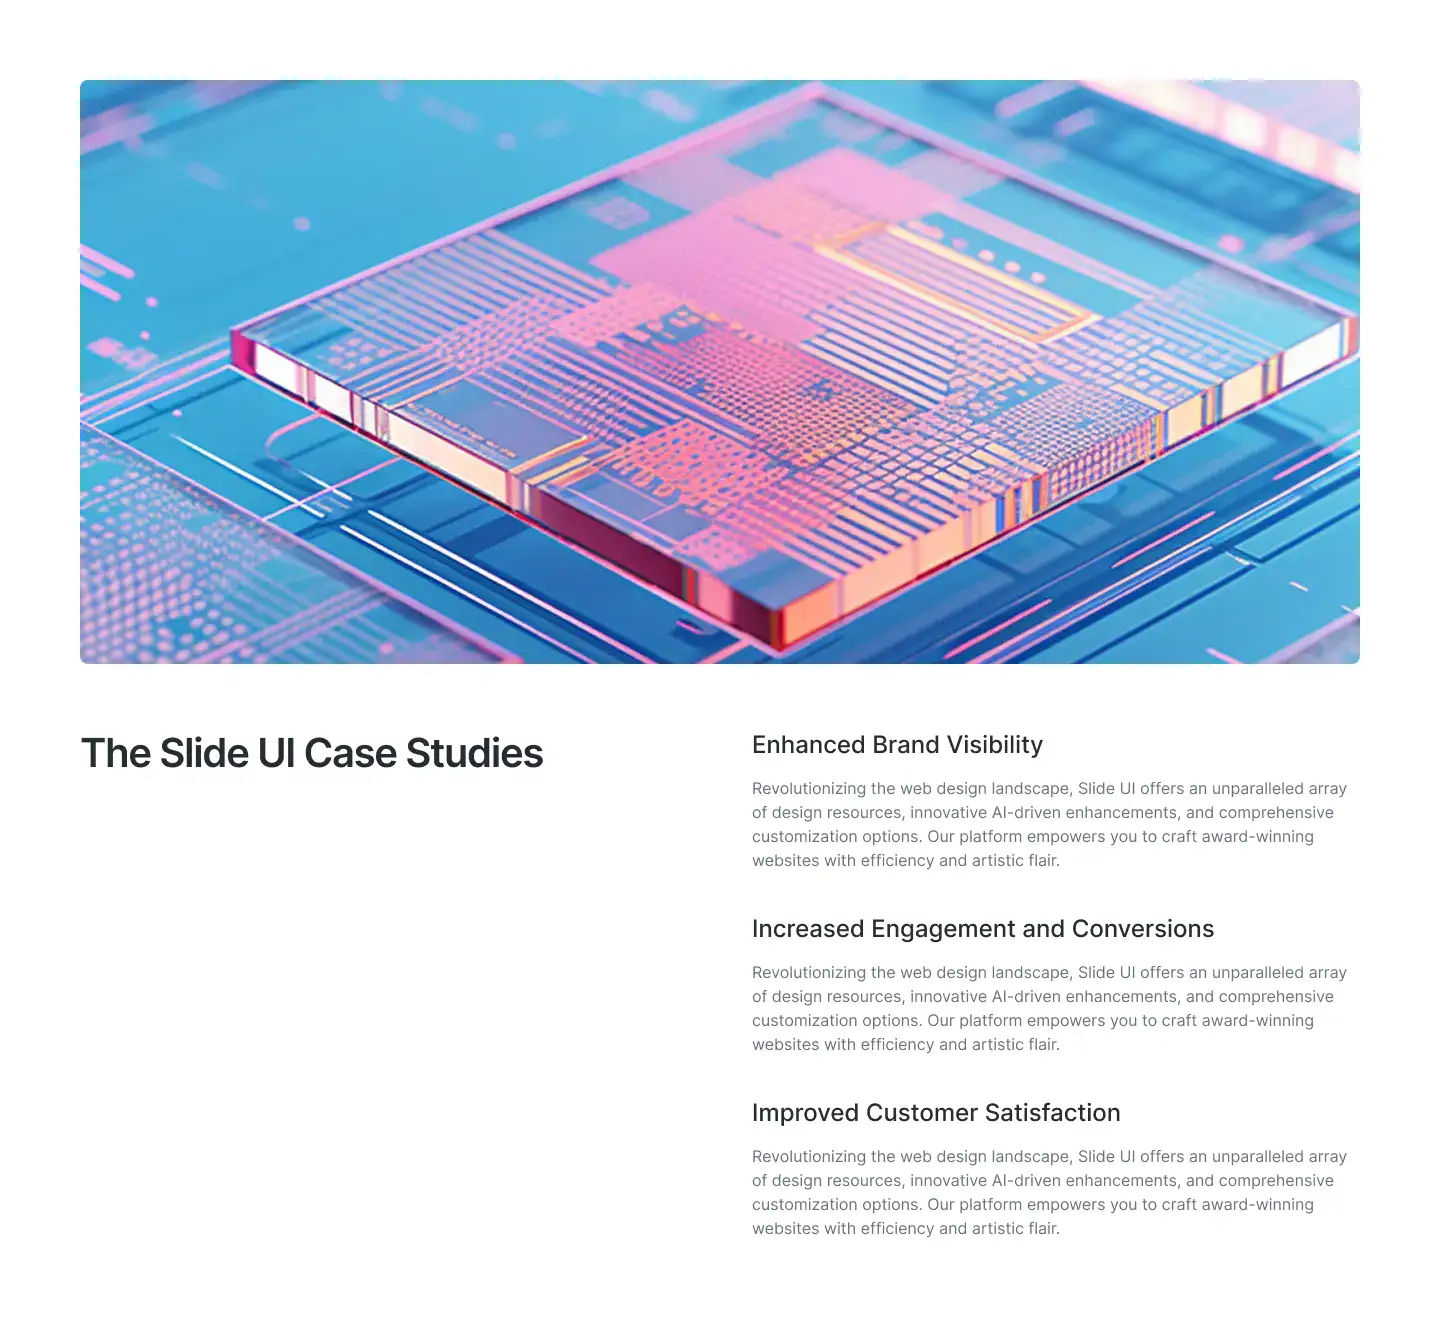 The Slide UI Case Studies
Enhanced Brand Visibility
Revolutionizing the web design landscape, Slide UI offers an unparalleled array
of design resources, innovative AI-driven enhancements, and comprehensive
customization options. Our platform empowers you to craft award-winning
websites with efficiency and artistic flair.
Increased Engagement and Conversions
Revolutionizing the web design landscape, Slide UI offers an unparalleled array
of design resources, innovative AI-driven enhancements, and comprehensive
customization options. Our platform empowers you to craft award-winning
websites with efficiency and artistic flair.
Improved Customer Satisfaction
Revolutionizing the web design landscape, Slide UI offers an unparalleled array
of design resources, innovative AI-driven enhancements, and comprehensive
customization options. Our platform empowers you to craft award-winning
websites with efficiency and artistic flair.